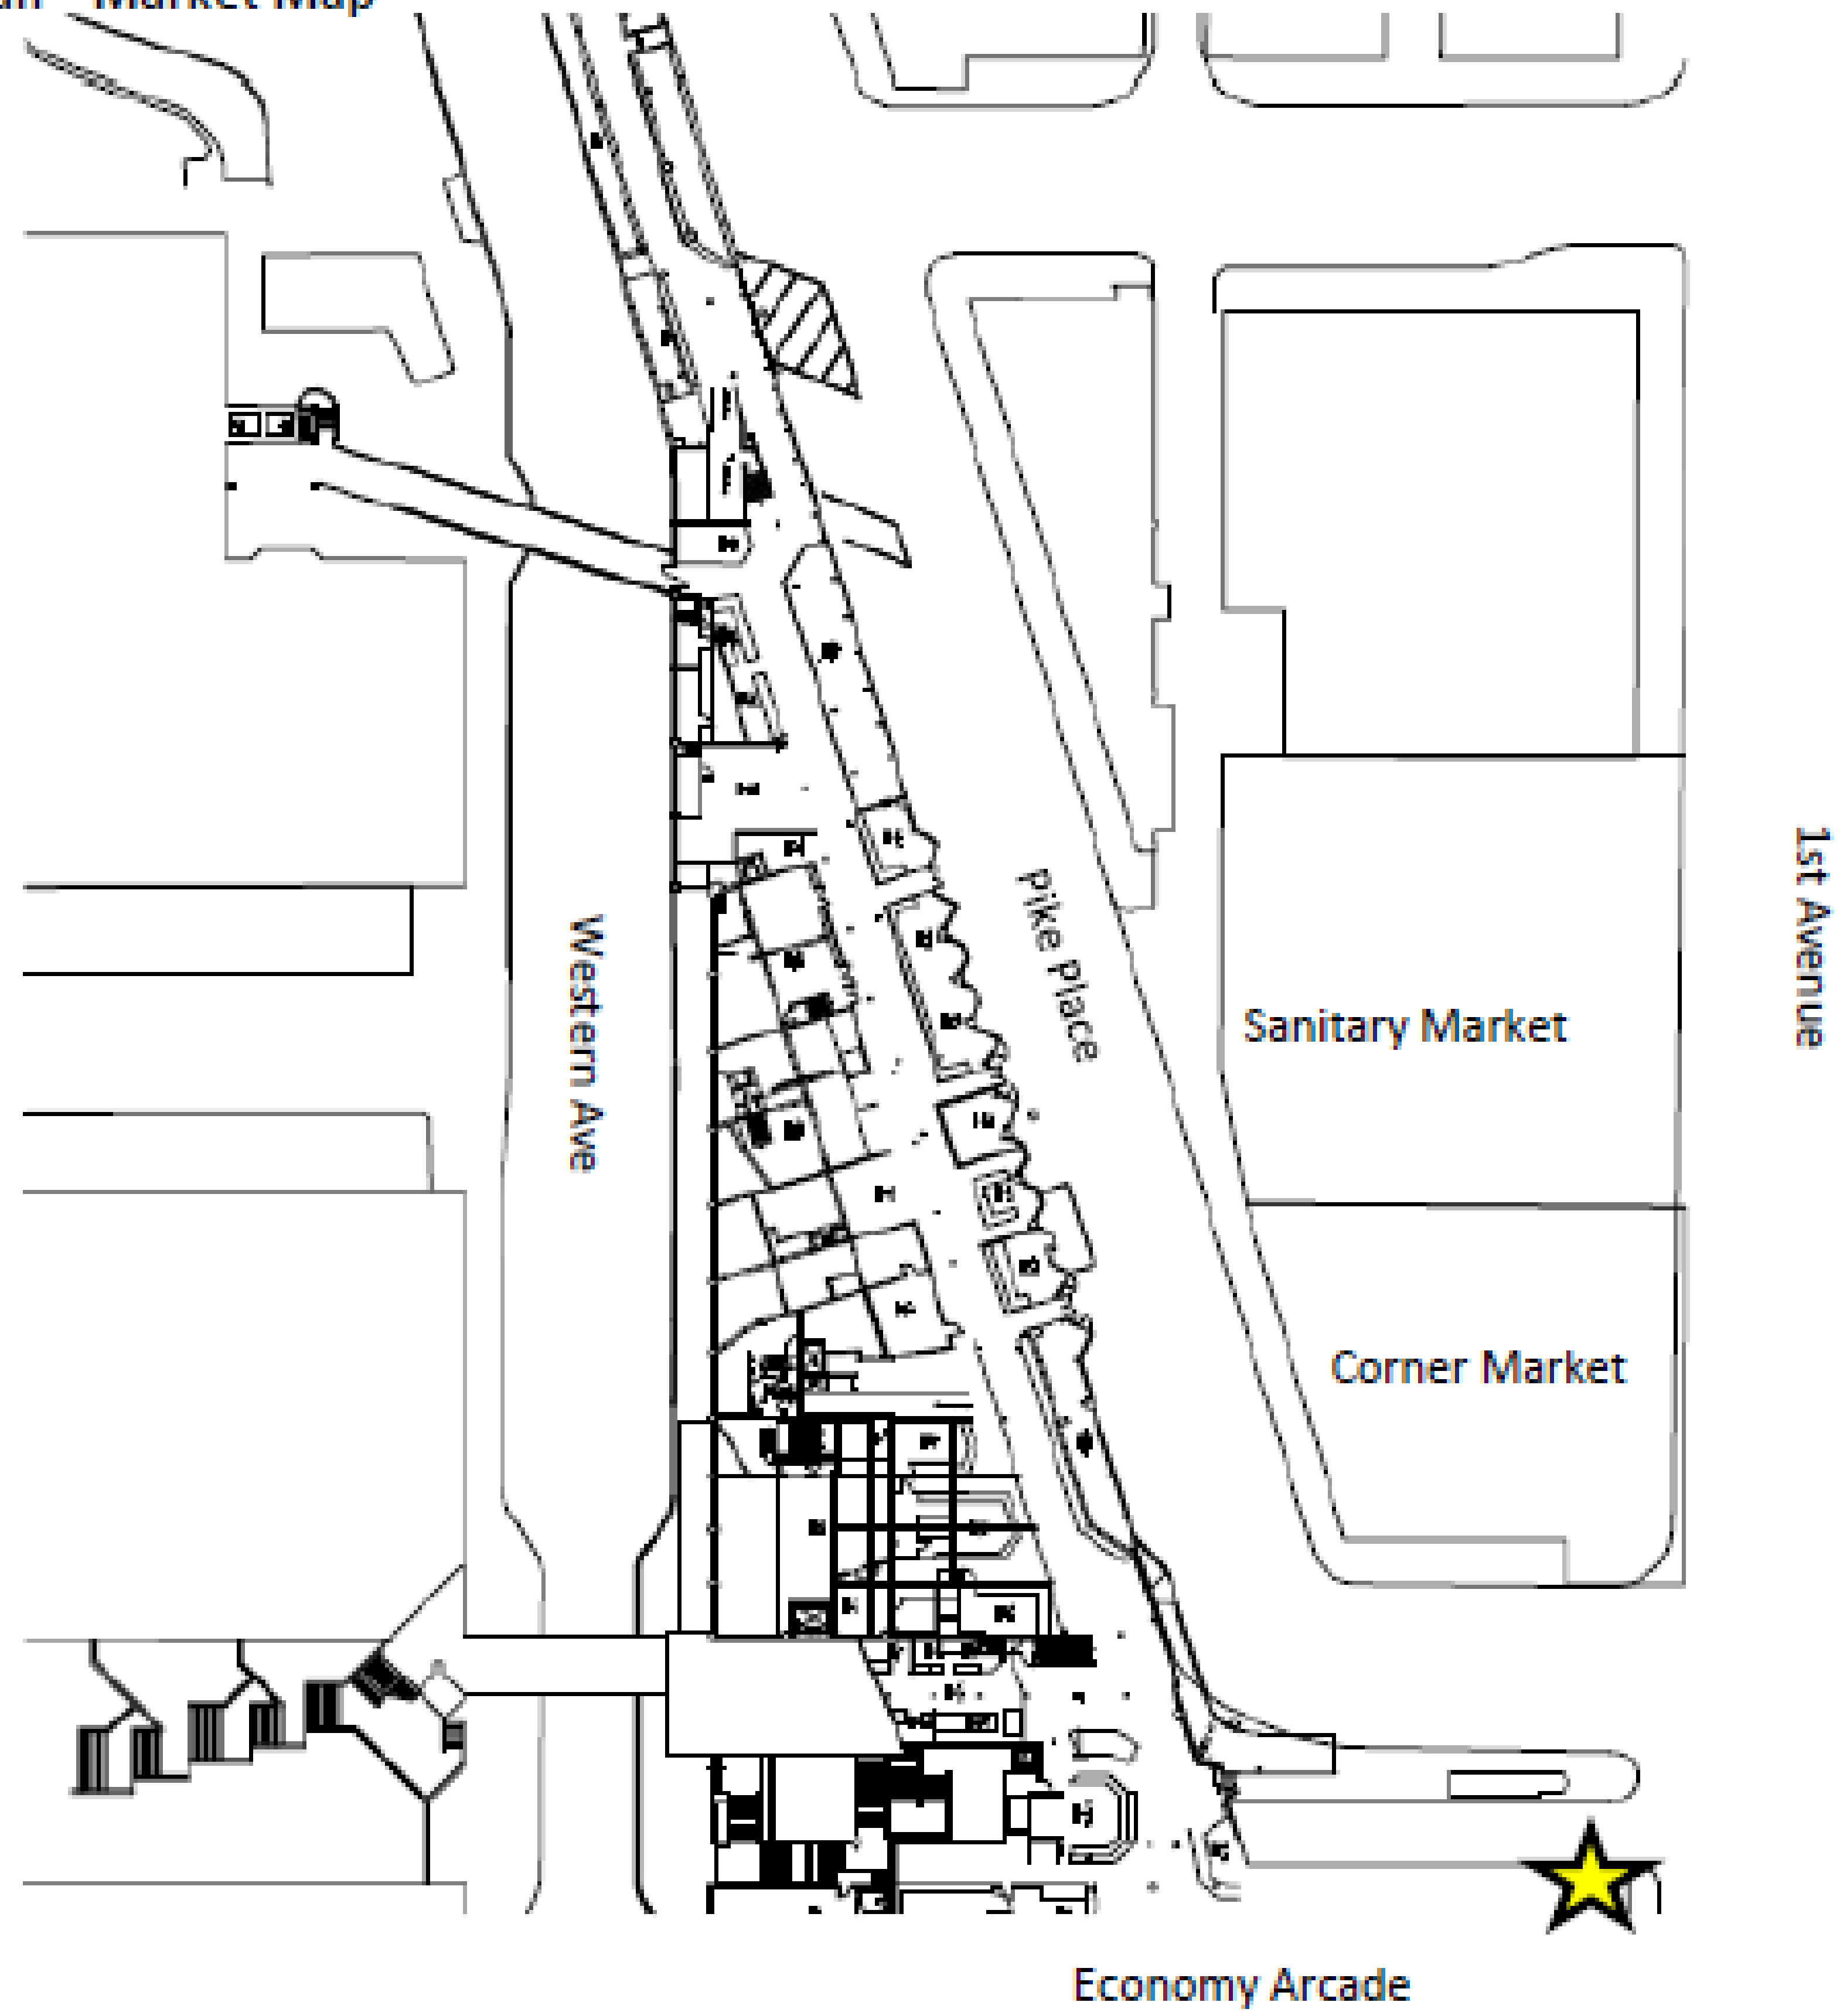 Market Map
1st Avenue
Pike Place
Western Ave
Sanitary Market
Corner Market
Economy Arcade